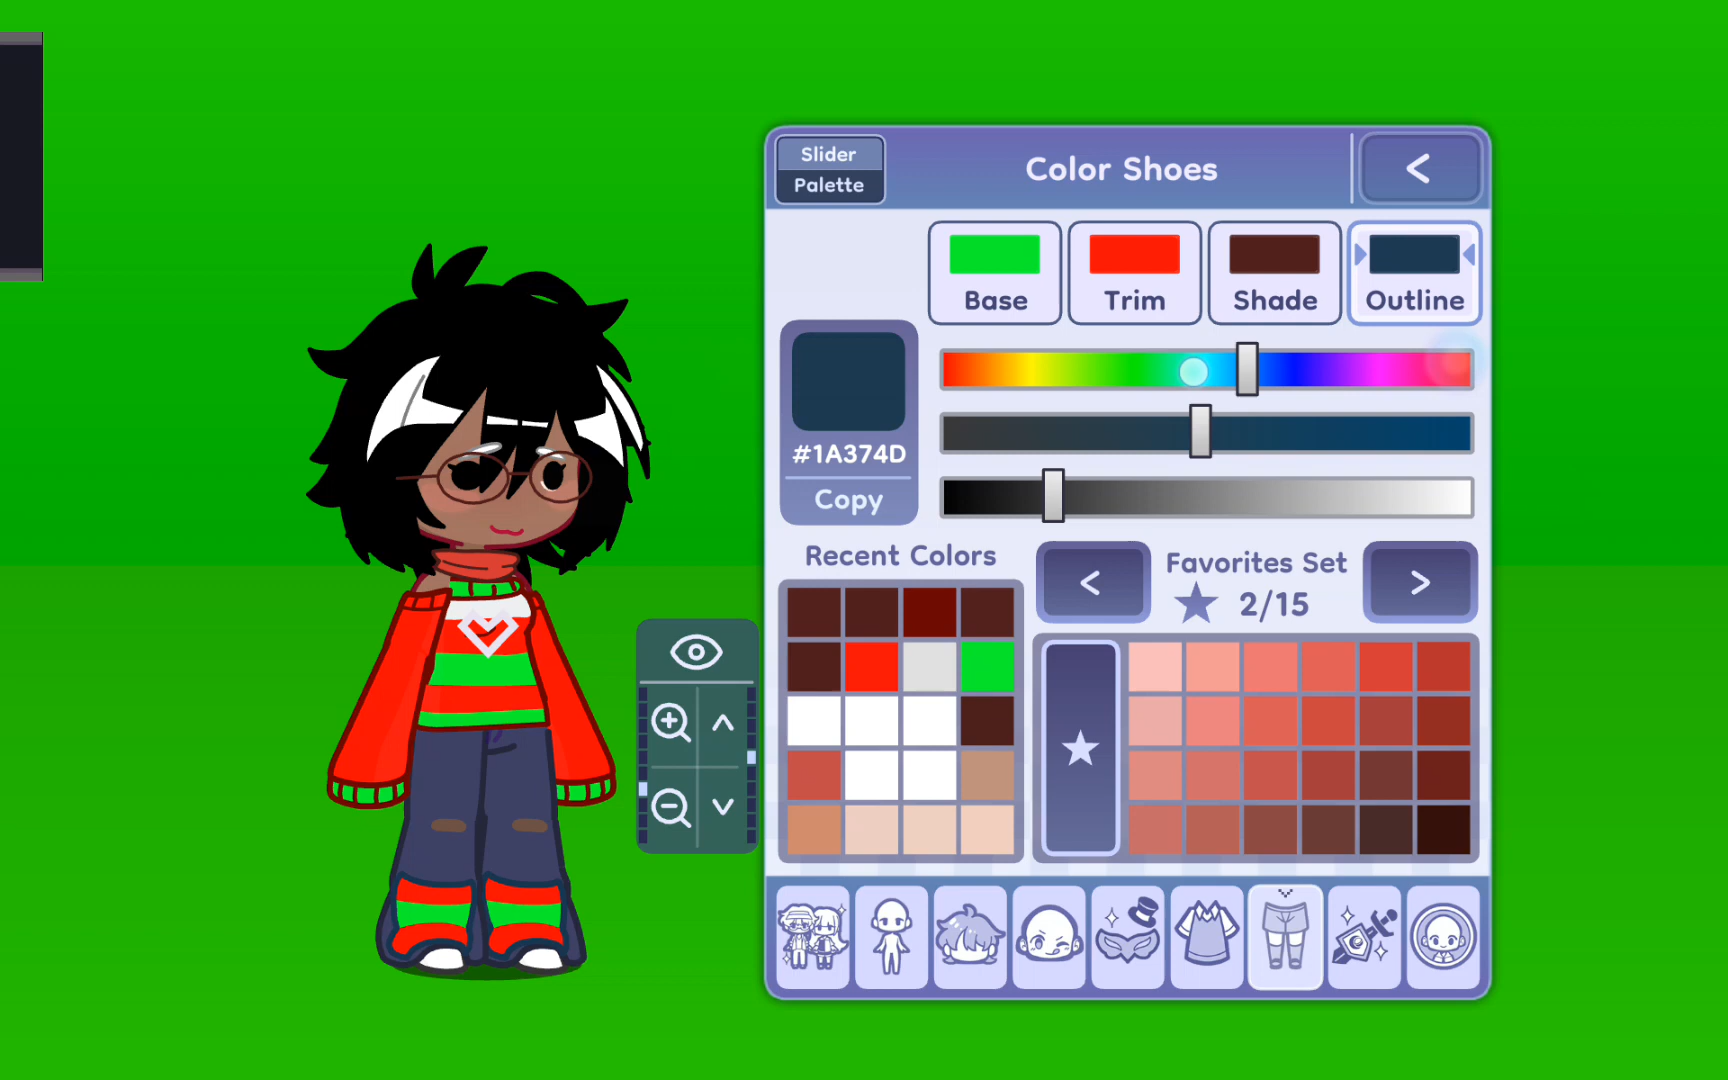 Slider
Palette
Color Shoes
<
Base
Trim
Shade
Outline
#1A374D
Copy
Recent Colors
<
Favorites Set
2/15
>